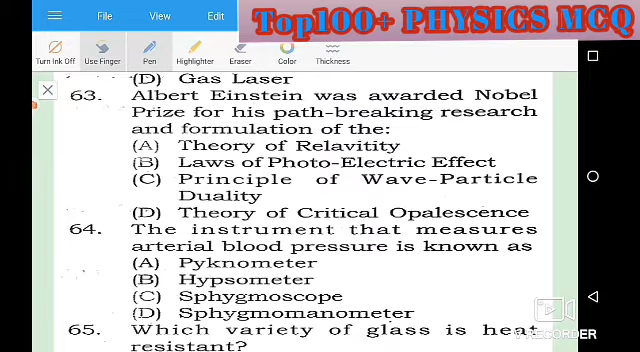 Top100+ PHYSICS MCQ
File View Edit
Turn Ink Off Use Finger Pen Highlighter Eraser Color Thickness
(D) Gas Laser
63. Albert Einstein was awarded Nobel
Prize for his path-breaking research
and formulation of the:
(A) Theory of Relavitity
(B) Laws of Photo-Electric Effect
(C) Principle of Wave-Particle
Duality
(D) Theory of Critical Opalescence
64. The instrument that measures
arterial blood pressure is known as
(A) Pyknometer
(B) Hypsometer
(C) Sphygmoscope
(D) Sphygmomanometer
65. Which variety of glass is heat
resistant?
RECORDER